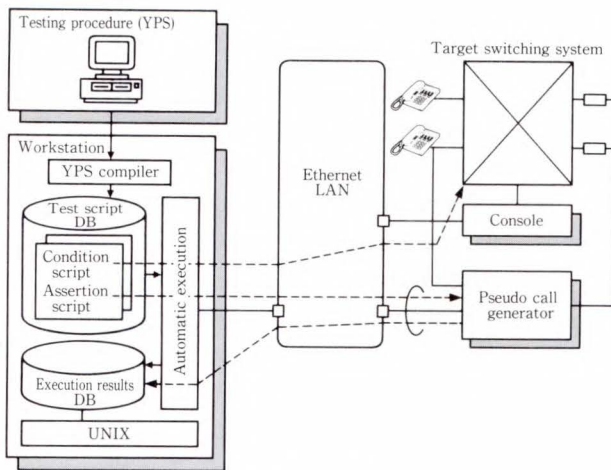 Testing procedure (YPS)
Workstation
YPS compiler
Test script
DB
Condition
script
Assertion
script
Automatic execution
Execution results
DB
UNIX
Ethernet
LAN
Target switching system
Console
Pseudo call
generator